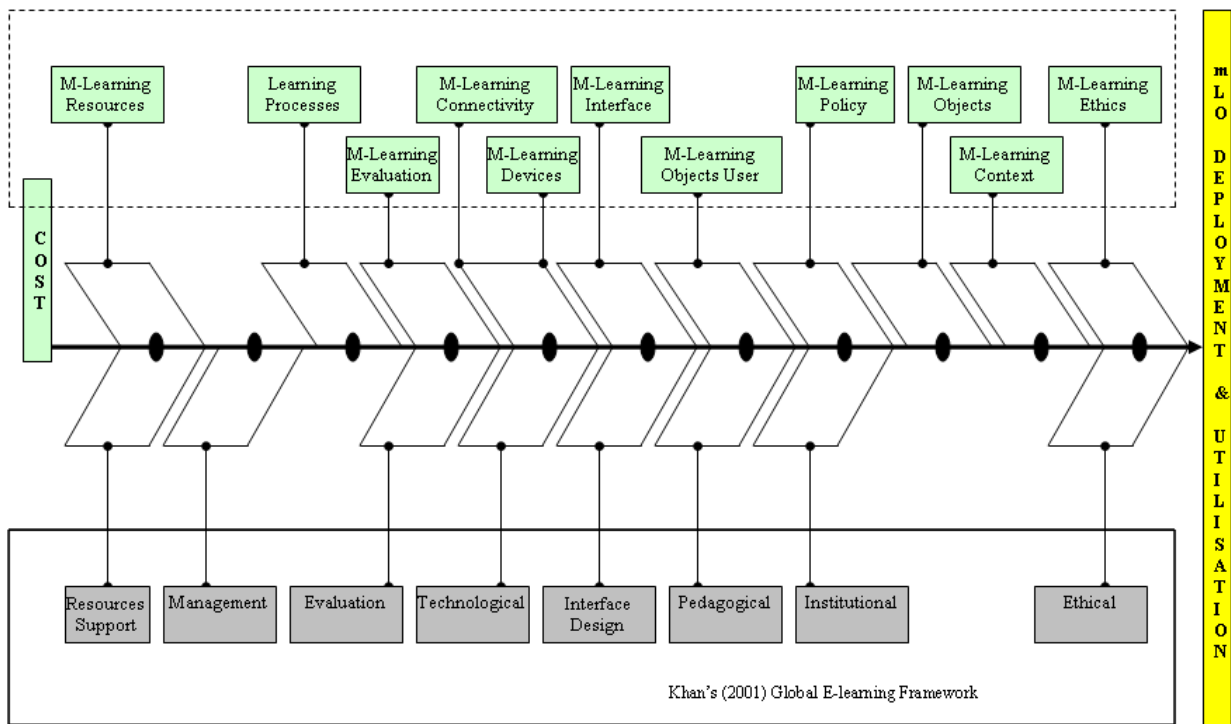 M-Learning
Resources
Learning
Processes
M-Learning
Connectivity
M-Learning
Interface
M-Learning
Policy
M-Learning
Objects
M-Learning
Ethics
M-Learning
Evaluation
M-Learning
Devices
M-Learning
Objects User
M-Learning
Context
COST
mLO DEPLOYMENT & UTILISATION
Resources
Support
Management
Evaluation
Technological
Interface
Design
Pedagogical
Institutional
Ethical
Khan's (2001) Global E-learning Framework